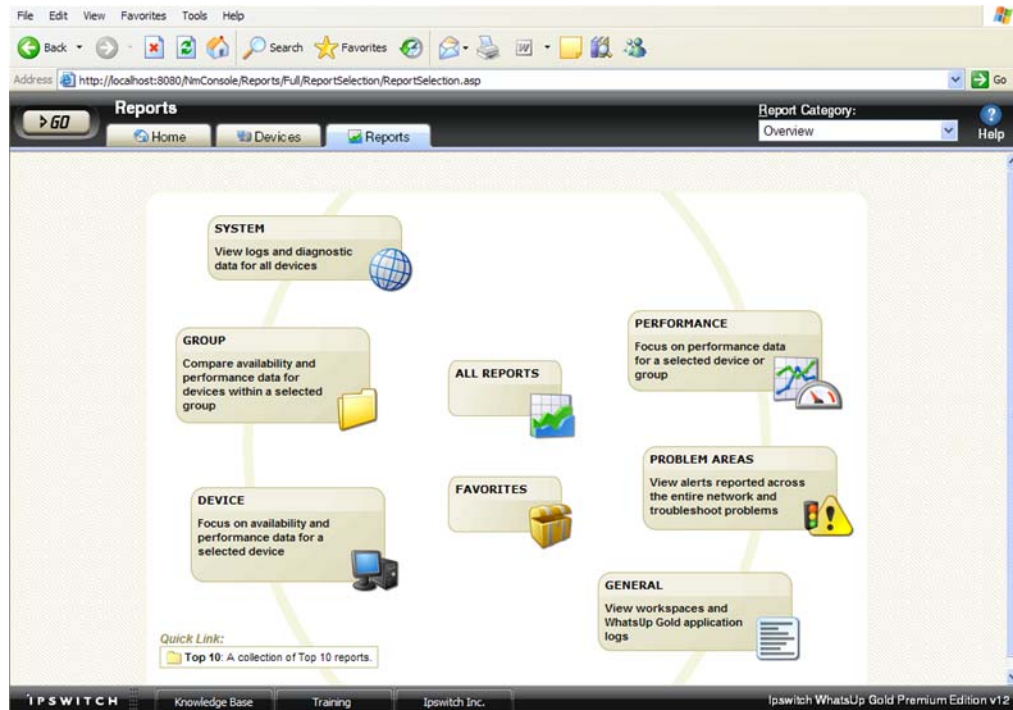 File Edit View Favorites Tools Help
Back Search Favorites
Address http://localhost:8080/NmConsole/Reports/Full/ReportSelection/ReportSelection.asp Go
GO
Reports
Report Category:
Home Devices Reports
Overview
Help
SYSTEM
View logs and diagnostic
data for all devices
GROUP
Compare availability and
performance data for
devices within a selected
group
DEVICE
Focus on availability and
performance data for a
selected device
ALL REPORTS
FAVORITES
PERFORMANCE
Focus on performance data
for a selected device or
group
PROBLEM AREAS
View alerts reported across
the entire network and
troubleshoot problems
GENERAL
View workspaces and
WhatsUp Gold application
logs
Quick Link:
Top 10: A collection of Top 10 reports.
IPSWITCH Knowledge Base Training Ipswitch Inc. Ipswitch WhatsUp Gold Premium Edition v12